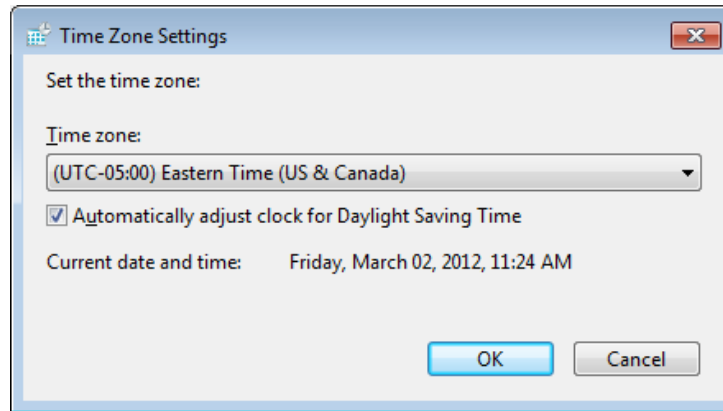 Time Zone Settings
Set the time zone:
Time zone:
(UTC-05:00) Eastern Time (US & Canada)
Automatically adjust clock for Daylight Saving Time
Current date and time: Friday, March 02, 2012, 11:24 AM
OK Cancel